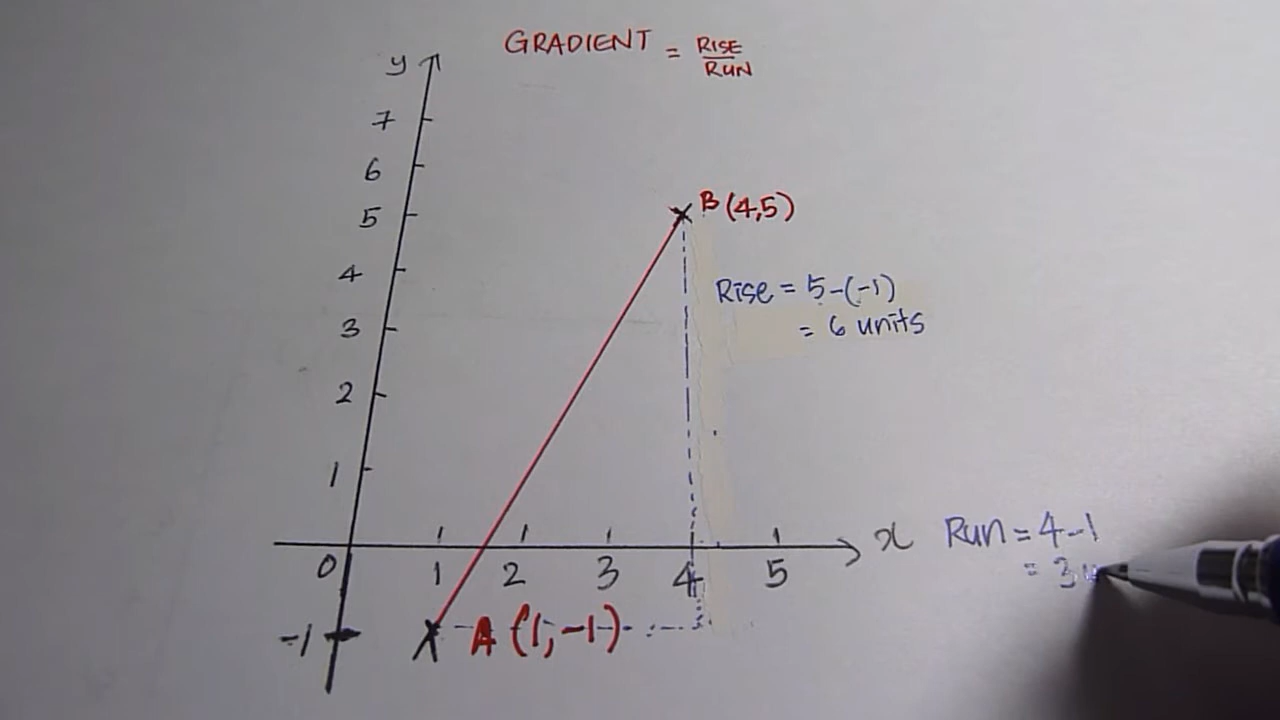 GRADIENT = RISE
RUN
y
7
6
5
4
3
2
1
0
-1
B (4,5)
Rise = 5-(-1)
= 6 units
1 2 3 4 5 x
A (1,-1)
Run = 4-1
= 3